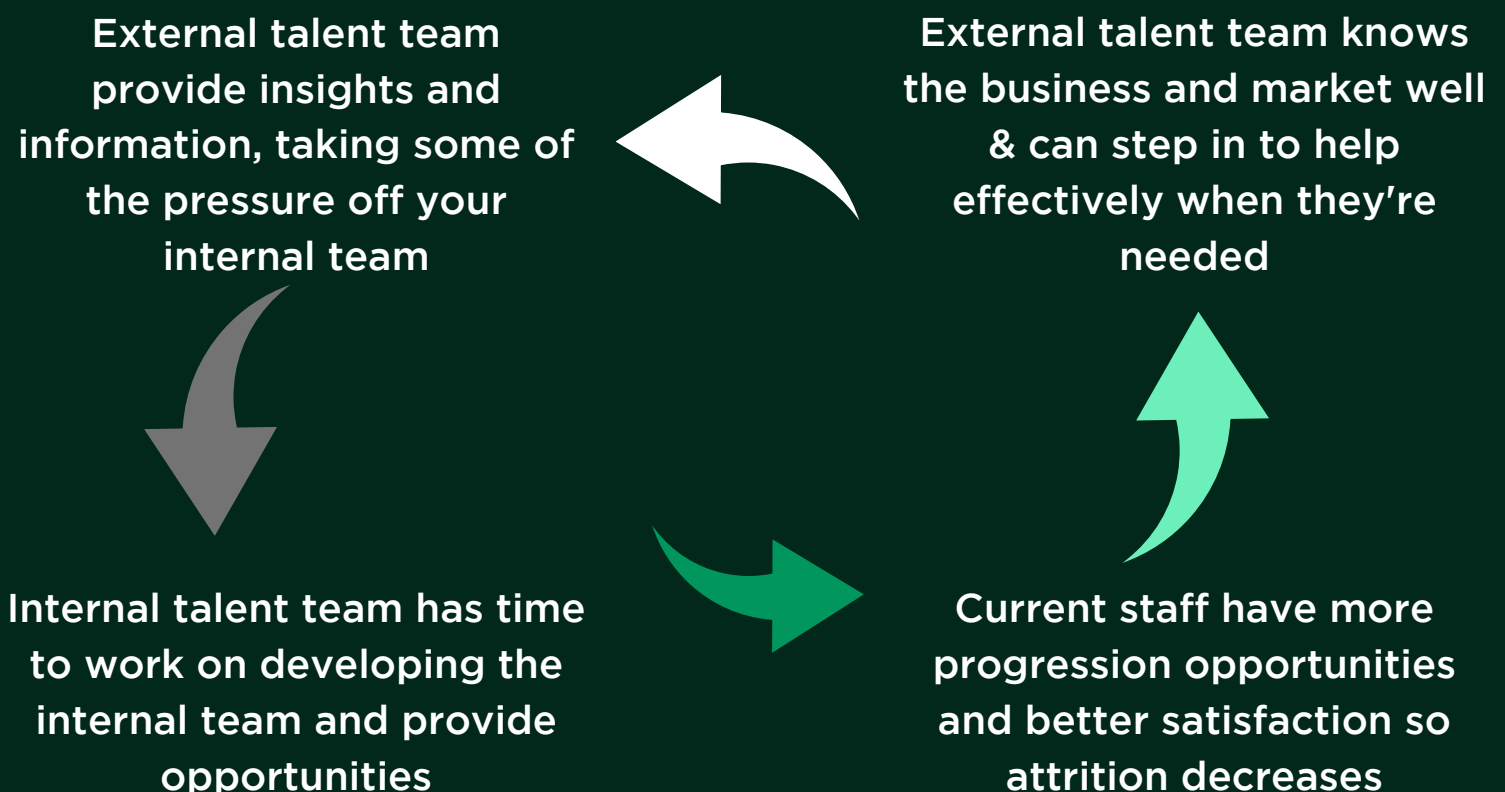 External talent team
provide insights and
information, taking some of
the pressure off your
internal team
External talent team knows
the business and market well
& can step in to help
effectively when they're
needed
Internal talent team has time
to work on developing the
internal team and provide
opportunities
Current staff have more
progression opportunities
and better satisfaction so
attrition decreases